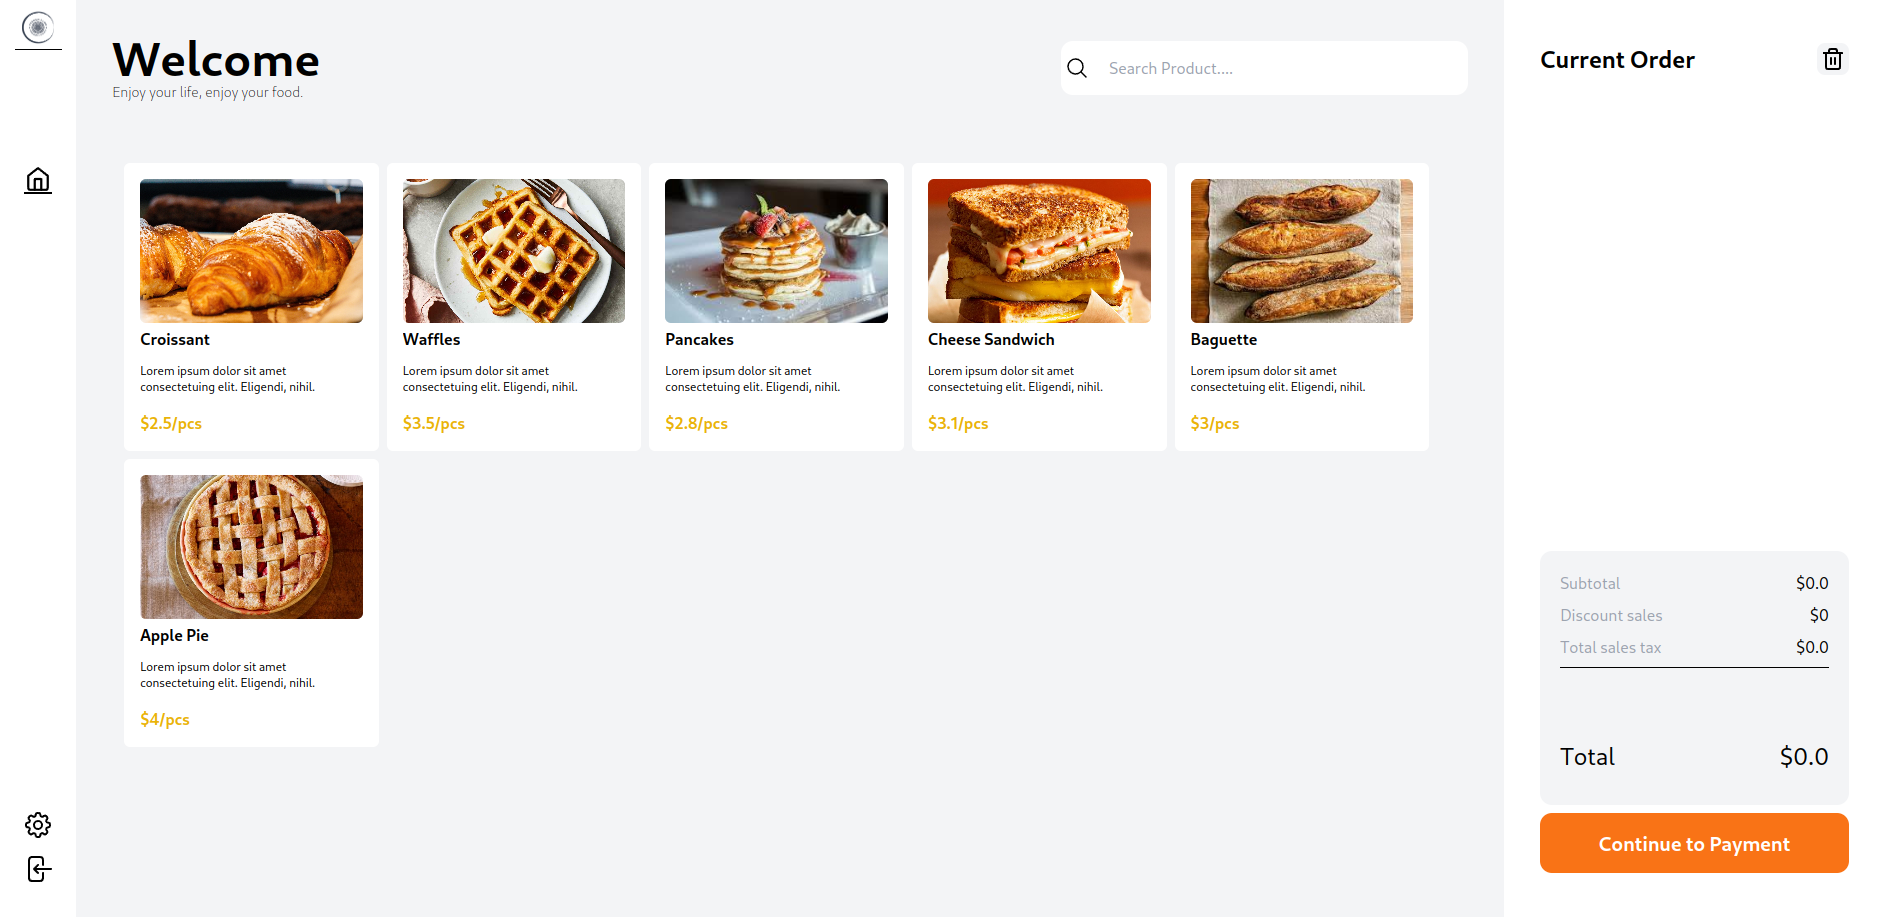 Welcome
Enjoy your life, enjoy your food.
Search Product....
Croissant
Lorem ipsum dolor sit amet
consectetuing elit. Eligendi, nihil.
$2.5/pcs
Waffles
Lorem ipsum dolor sit amet
consectetuing elit. Eligendi, nihil.
$3.5/pcs
Pancakes
Lorem ipsum dolor sit amet
consectetuing elit. Eligendi, nihil.
$2.8/pcs
Cheese Sandwich
Lorem ipsum dolor sit amet
consectetuing elit. Eligendi, nihil.
$3.1/pcs
Baguette
Lorem ipsum dolor sit amet
consectetuing elit. Eligendi, nihil.
$3/pcs
Apple Pie
Lorem ipsum dolor sit amet
consectetuing elit. Eligendi, nihil.
$4/pcs
Current Order
Subtotal $0.0
Discount sales $0
Total sales tax $0.0
Total $0.0
Continue to Payment